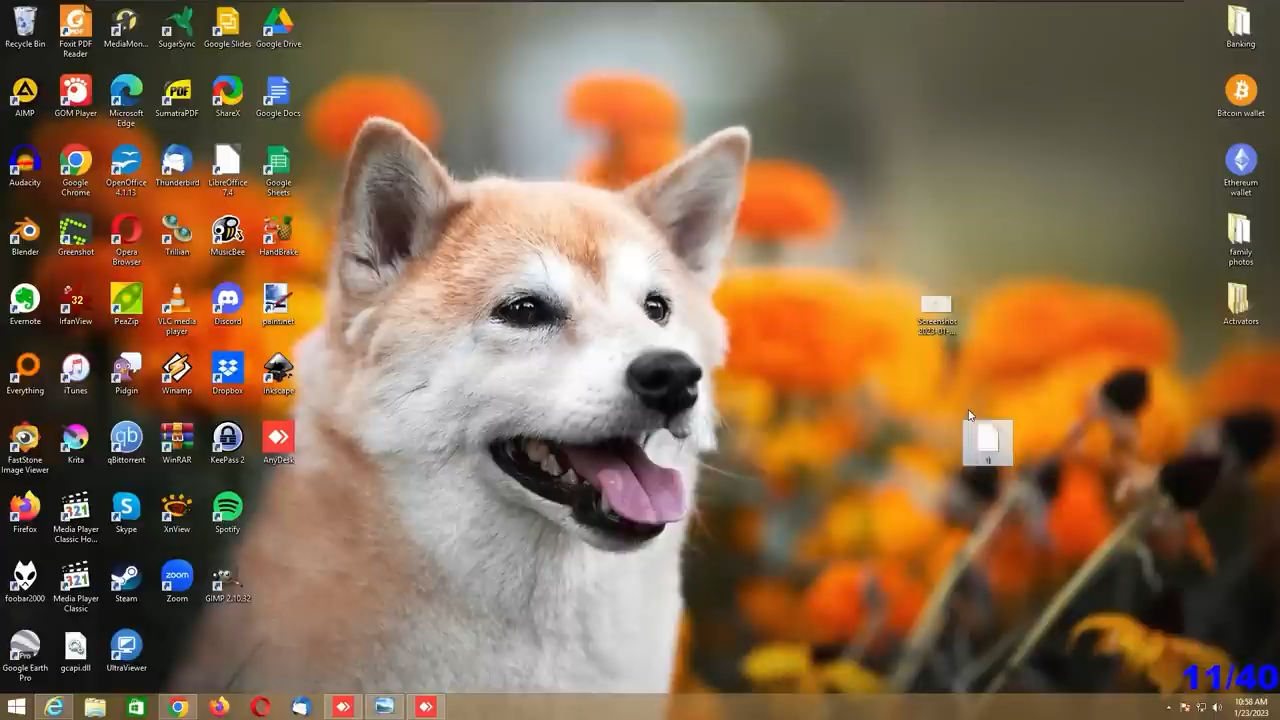 Recycle Bin
Foxit PDF
Reader
MediaMon...
SugarSync
Google Slides
Google Drive
AIMP
GOM Player
Microsoft
Edge
SumatraPDF
ShareX
Google Docs
Audacity
Google
Chrome
OpenOffice
4.1.13
Thunderbird
LibreOffice
7.4
Google
Sheets
Blender
Greenshot
Opera
Browser
Trillian
MusicBee
HandBrake
Evernote
IrfanView
PeaZip
VLC media
player
Discord
paint.net
Everything
iTunes
Pidgin
Winamp
Dropbox
Inkscape
FastStone
Image Viewer
Krita
qBittorrent
WinRAR
KeePass 2
AnyDesk
Firefox
Media Player
Classic Ho...
Skype
XnView
Spotify
foobar2000
Media Player
Classic
Steam
Zoom
GIMP 2.10.32
Google Earth
Pro
gcapi.dll
UltraViewer
Banking
Bitcoin wallet
Ethereum
wallet
family
photos
Activators
Screenshot
2023-01-...
11/40
10:58 AM
1/23/2023